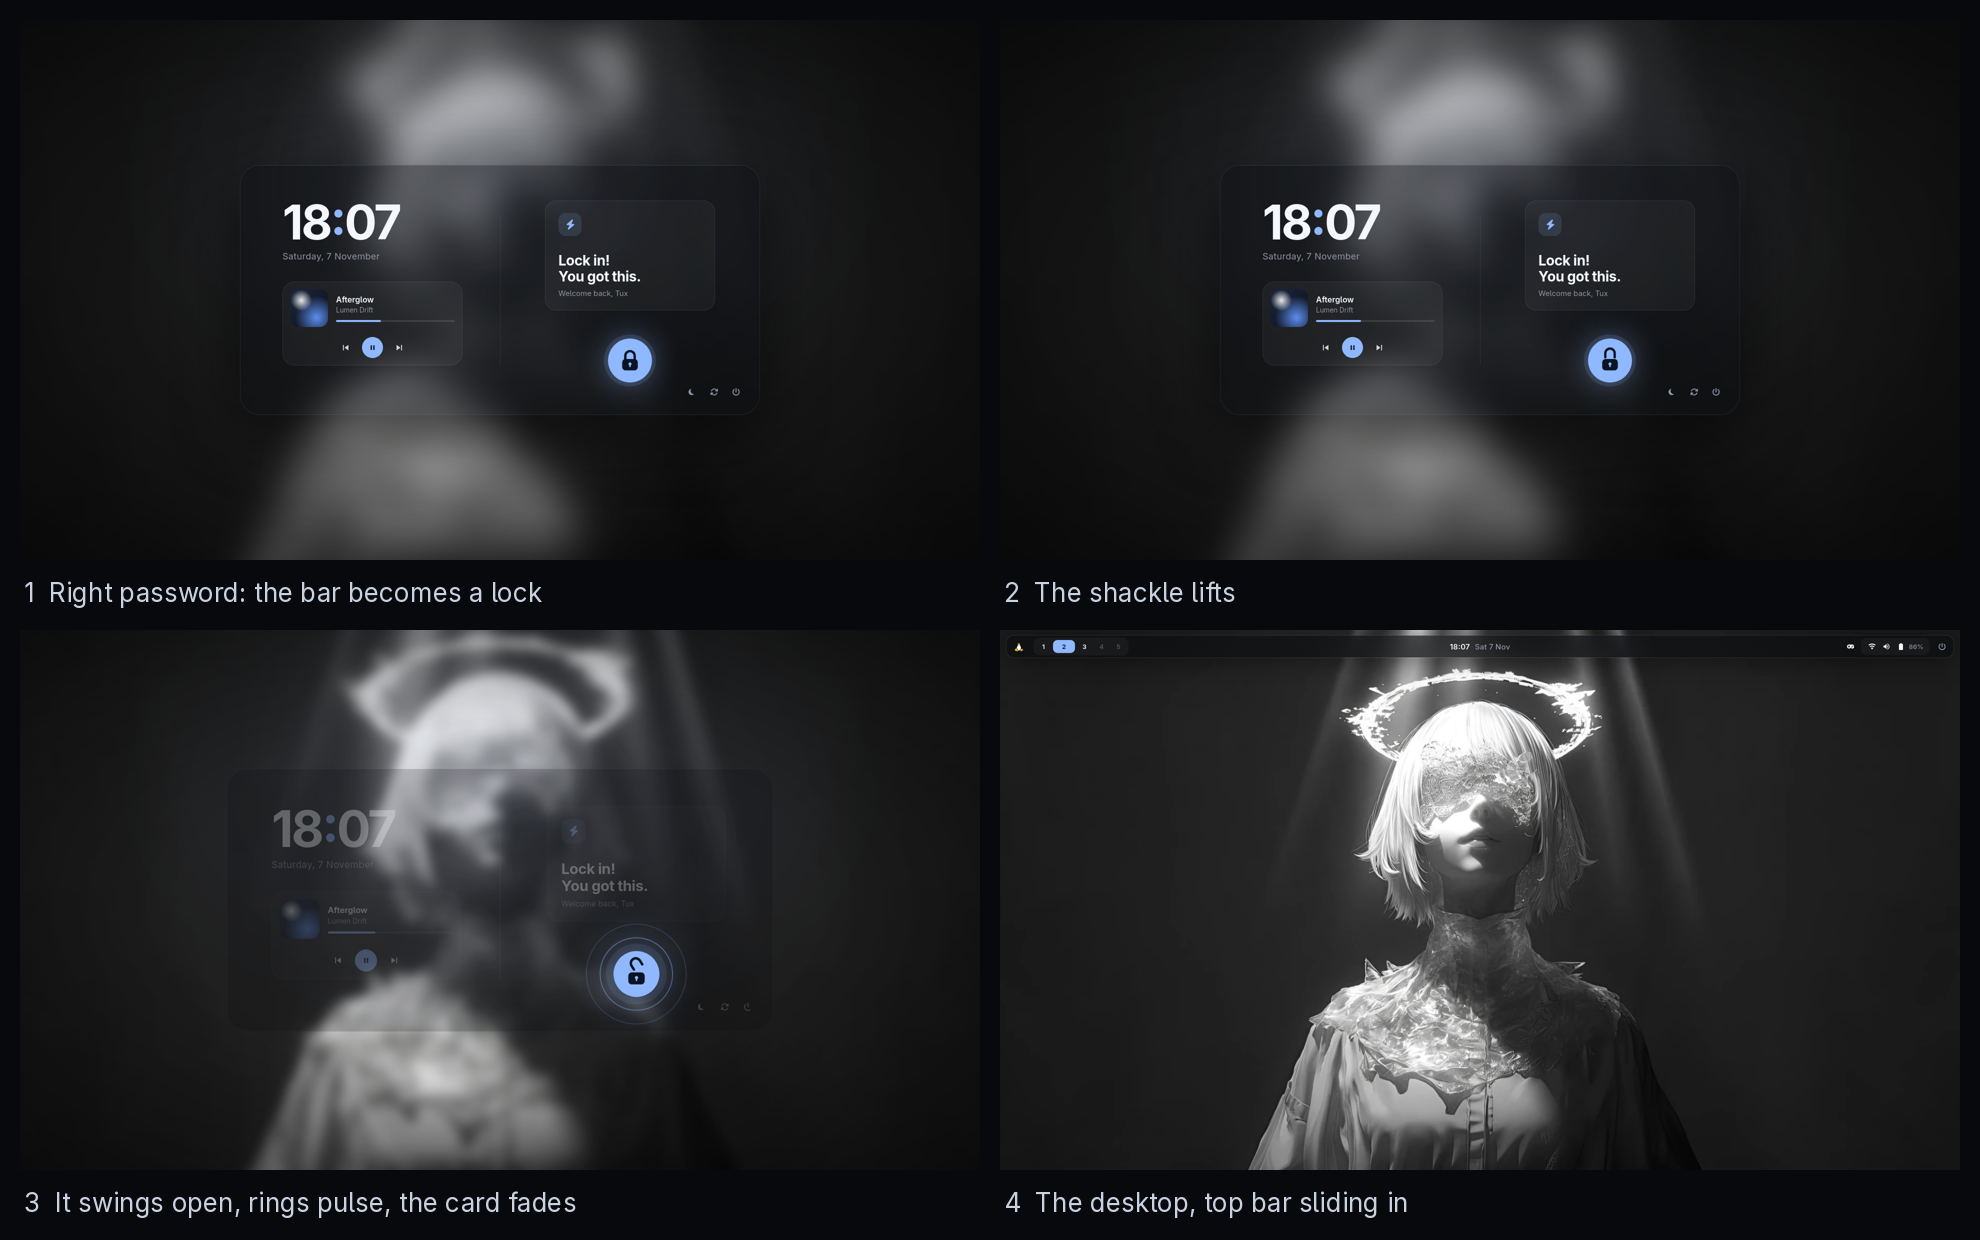 18:07
Saturday, 7 November
Afterglow
Lumen Drift
Lock in!
You got this.
Welcome back, Tux
1 Right password: the bar becomes a lock
18:07
Saturday, 7 November
Afterglow
Lumen Drift
Lock in!
You got this.
Welcome back, Tux
2 The shackle lifts
18:07
Saturday, 7 November
Afterglow
Lumen Drift
Lock in!
You got this.
Welcome back, Tux
3 It swings open, rings pulse, the card fades
1 2 3 4 5
18:07 Sat 7 Nov
86%
4 The desktop, top bar sliding in